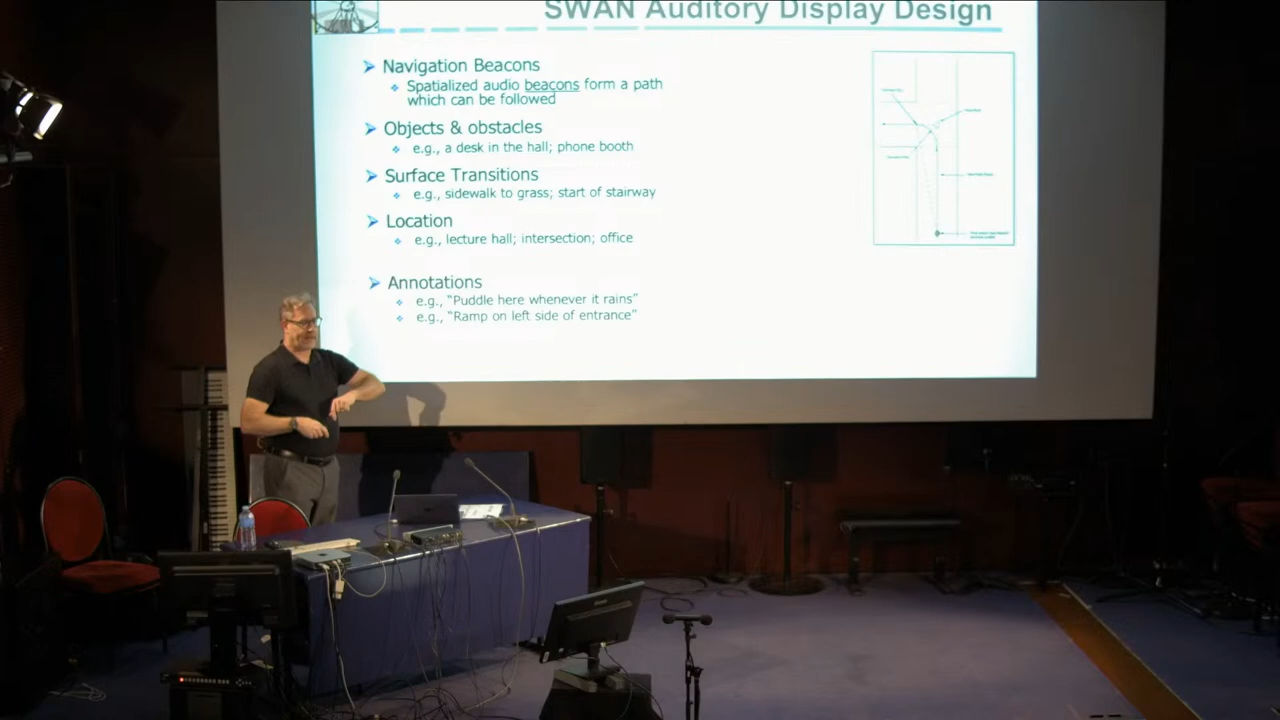 SWAN Auditory Display Design
Navigation Beacons
Spatialized audio beacons form a path
which can be followed
Objects & obstacles
e.g., a desk in the hall; phone booth
Surface Transitions
e.g., sidewalk to grass; start of stairway
Location
e.g., lecture hall; intersection; office
Annotations
e.g., “Puddle here whenever it rains”
e.g., “Ramp on left side of entrance”